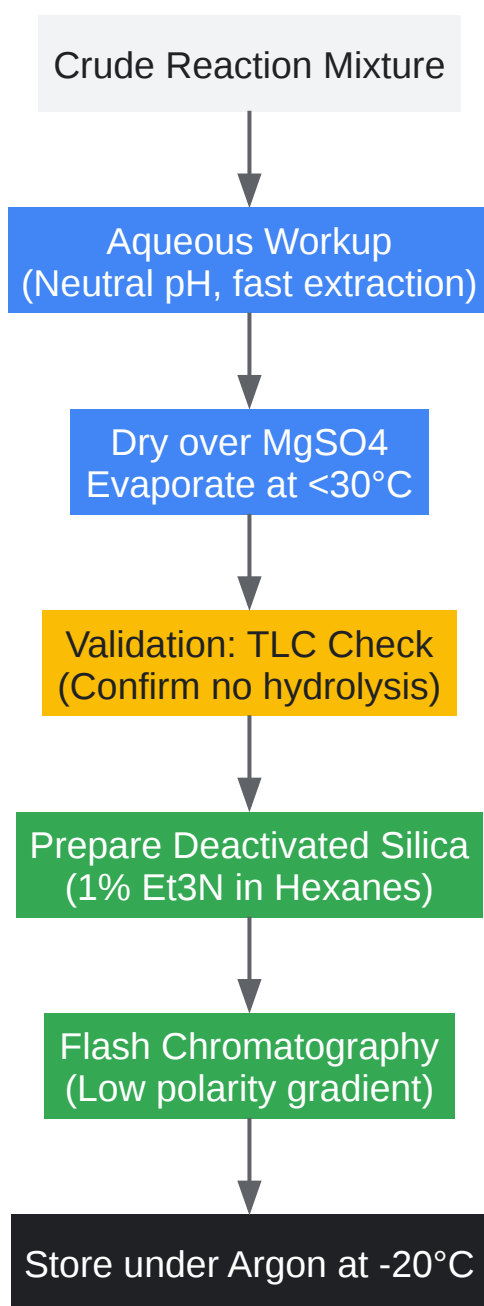 Crude Reaction Mixture
Aqueous Workup
(Neutral pH, fast extraction)
Dry over MgSO4
Evaporate at <30°C
Validation: TLC Check
(Confirm no hydrolysis)
Prepare Deactivated Silica
(1% Et3N in Hexanes)
Flash Chromatography
(Low polarity gradient)
Store under Argon at -20°C